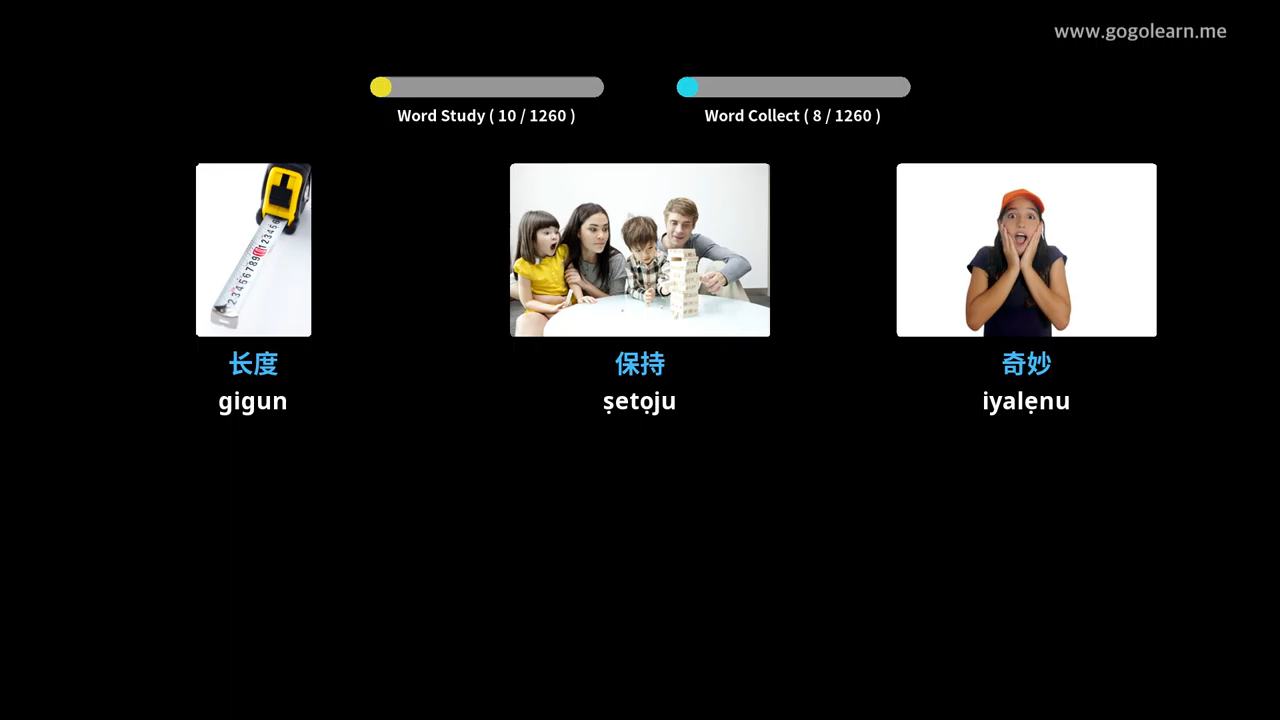 www.gogolearn.me
Word Study ( 10 / 1260 )
Word Collect ( 8 / 1260 )
长度
gigun
保持
ṣetọju
奇妙
iyalẹnu